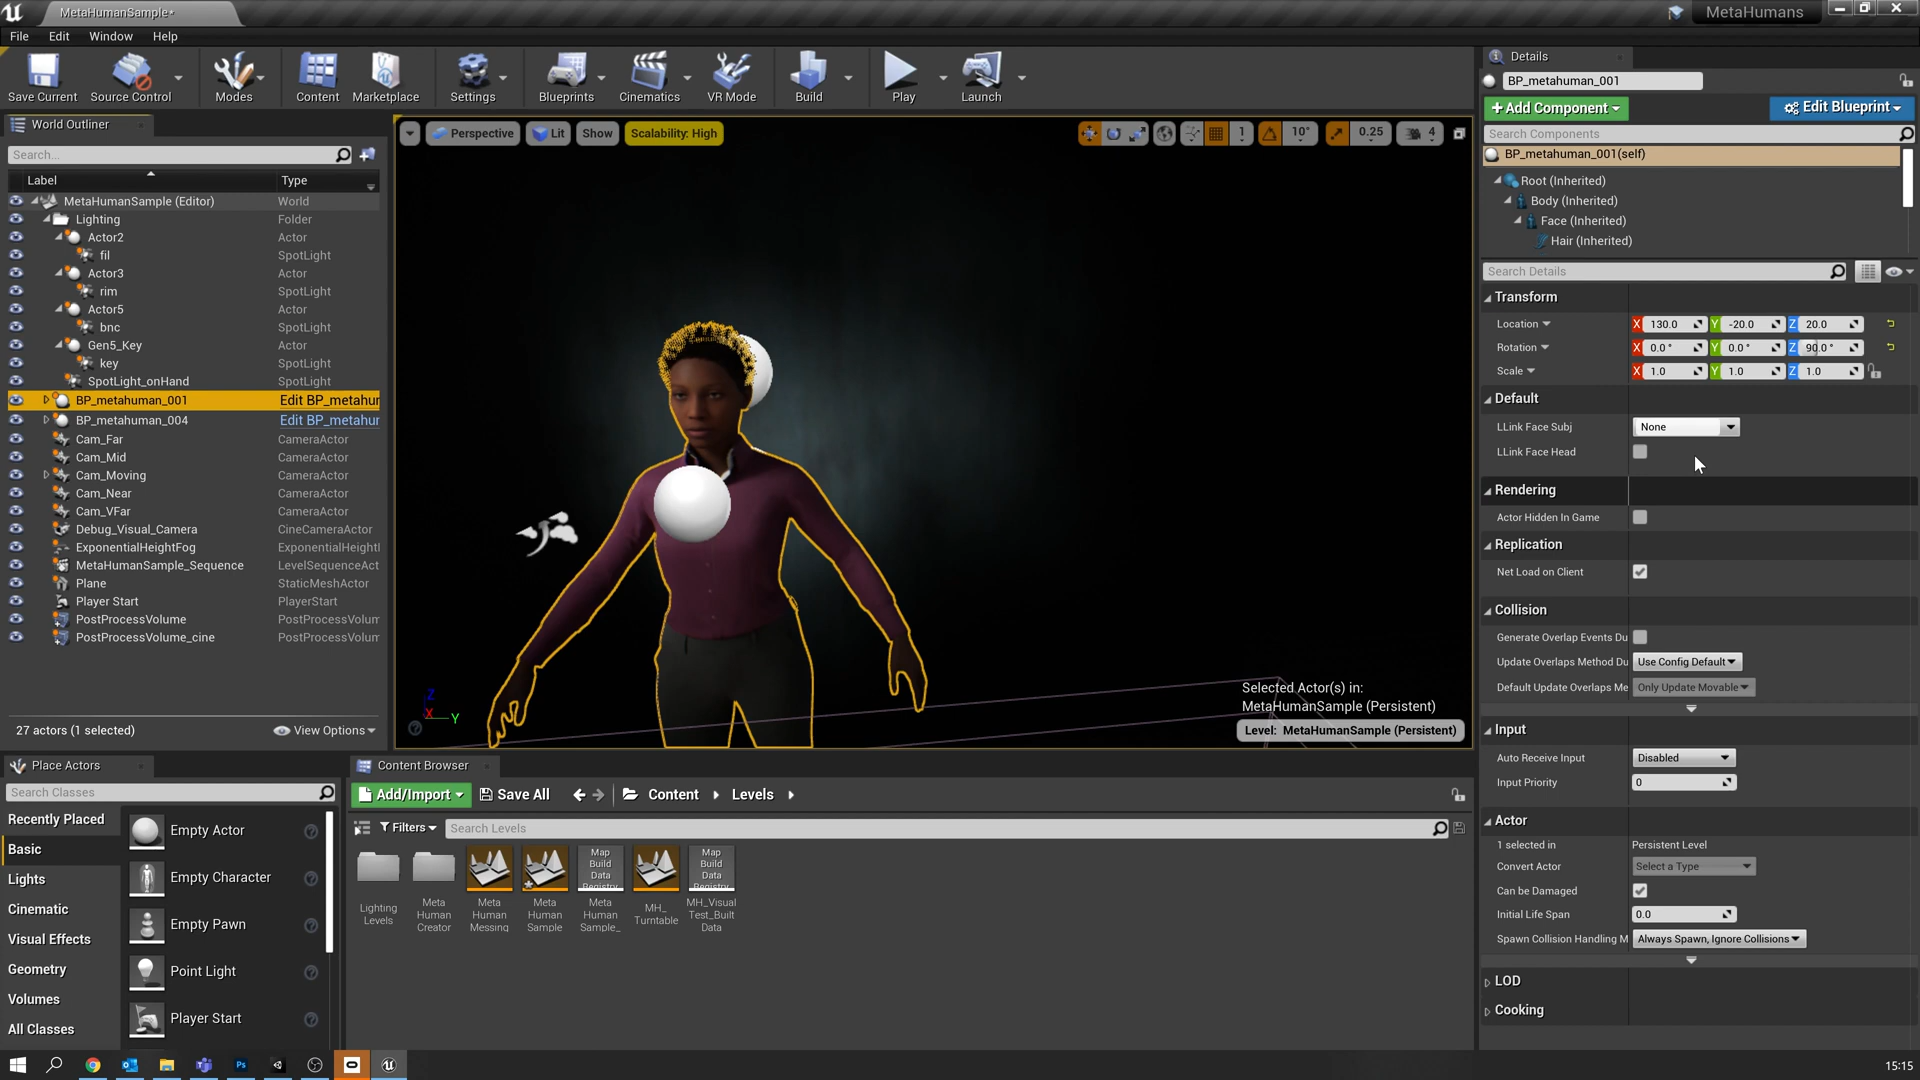 MetaHumanSample*
MetaHumans
File Edit Window Help
Save Current
Source Control
Modes
Content
Marketplace
Settings
Blueprints
Cinematics
VR Mode
Build
Play
Launch
World Outliner
Search...
Label Type
MetaHumanSample (Editor) World
Lighting Folder
Actor2 Actor
fil SpotLight
Actor3 Actor
rim SpotLight
Actor5 Actor
bnc SpotLight
Gen5_Key Actor
key SpotLight
SpotLight_onHand SpotLight
BP_metahuman_001 Edit BP_metahur
BP_metahuman_004 Edit BP_metahur
Cam_Far CameraActor
Cam_Mid CameraActor
Cam_Moving CameraActor
Cam_Near CameraActor
Cam_VFar CameraActor
Debug_Visual_Camera CineCameraActor
ExponentialHeightFog ExponentialHeightl
MetaHumanSample_Sequence LevelSequenceAct
Plane StaticMeshActor
Player Start PlayerStart
PostProcessVolume PostProcessVolum
PostProcessVolume_cine PostProcessVolum
27 actors (1 selected) View Options
Perspective Lit Show Scalability: High
1 10° 0.25 4
Z
X Y
Selected Actor(s) in:
MetaHumanSample (Persistent)
Level: MetaHumanSample (Persistent)
Details
BP_metahuman_001
+Add Component Edit Blueprint
Search Components
BP_metahuman_001(self)
Root (Inherited)
Body (Inherited)
Face (Inherited)
Hair (Inherited)
Search Details
Transform
Location X 130.0 Y -20.0 Z 20.0
Rotation X 0.0° Y 0.0° Z 90.0°
Scale X 1.0 Y 1.0 Z 1.0
Default
LLink Face Subj None
LLink Face Head
Rendering
Actor Hidden In Game
Replication
Net Load on Client
Collision
Generate Overlap Events Du
Update Overlaps Method Du Use Config Default
Default Update Overlaps Me Only Update Movable
Input
Auto Receive Input Disabled
Input Priority 0
Actor
1 selected in Persistent Level
Convert Actor Select a Type
Can be Damaged
Initial Life Span 0.0
Spawn Collision Handling M Always Spawn, Ignore Collisions
LOD
Cooking
Place Actors
Search Classes
Recently Placed
Basic
Lights
Cinematic
Visual Effects
Geometry
Volumes
All Classes
Empty Actor
Empty Character
Empty Pawn
Point Light
Player Start
Content Browser
Add/Import Save All Content Levels
Filters Search Levels
Lighting Levels
Meta Human Creator
Meta Human Messing
Meta Human Sample
Map Build Data Registry
Meta Human Sample_
MH_ Turntable
Map Build Data Registry
MH_Visual Test_Built Data
Ps
15:15